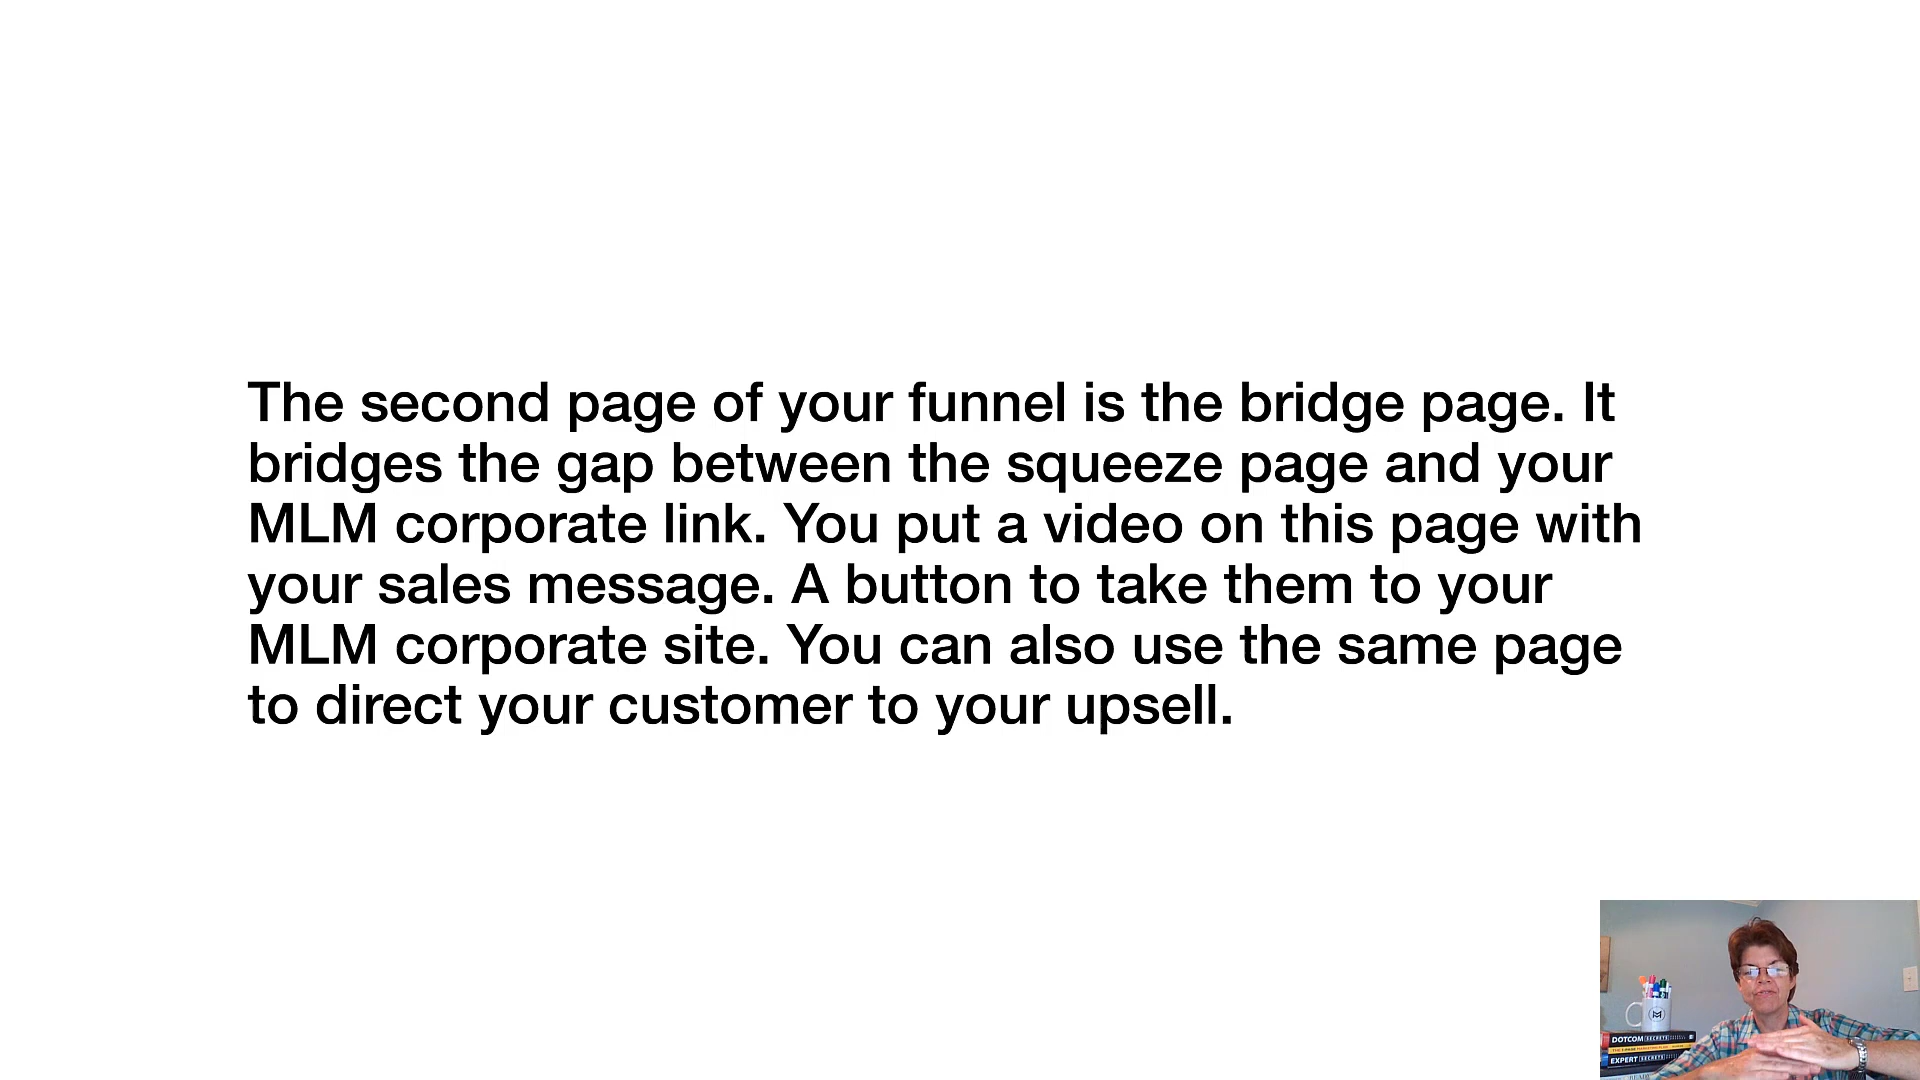 The second page of your funnel is the bridge page. It
bridges the gap between the squeeze page and your
MLM corporate link. You put a video on this page with
your sales message. A button to take them to your
MLM corporate site. You can also use the same page
to direct your customer to your upsell.
DOTCOM SECRETS
EXPERT SECRETS